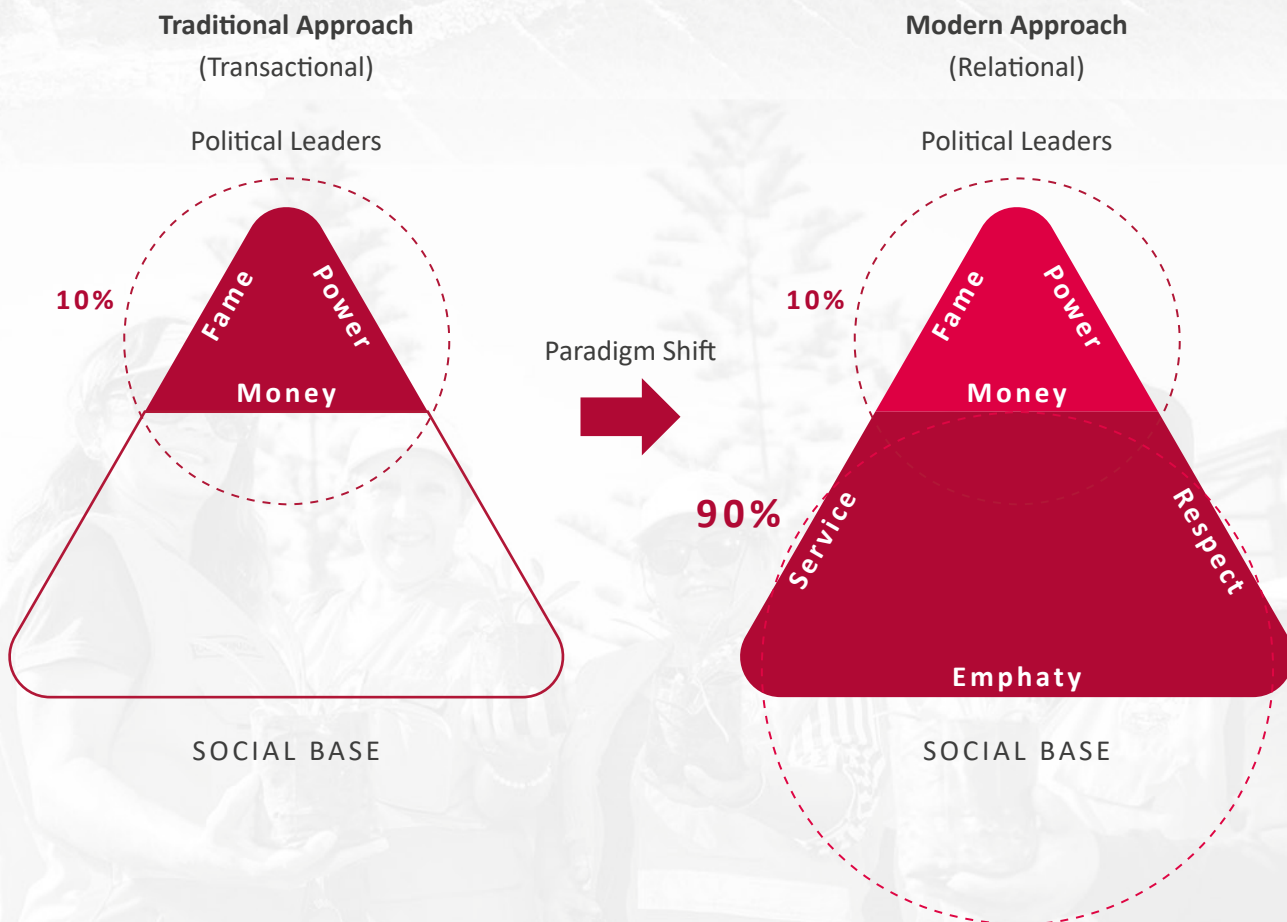 Traditional Approach
(Transactional)
Political Leaders
10%
Fame
Power
Money
SOCIAL BASE
Paradigm Shift
Modern Approach
(Relational)
Political Leaders
10%
Fame
Power
Money
90%
Service
Respect
Emphaty
SOCIAL BASE